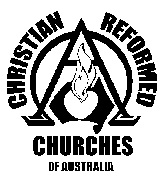 CHRISTIAN REFORMED
CHURCHES
OF AUSTRALIA